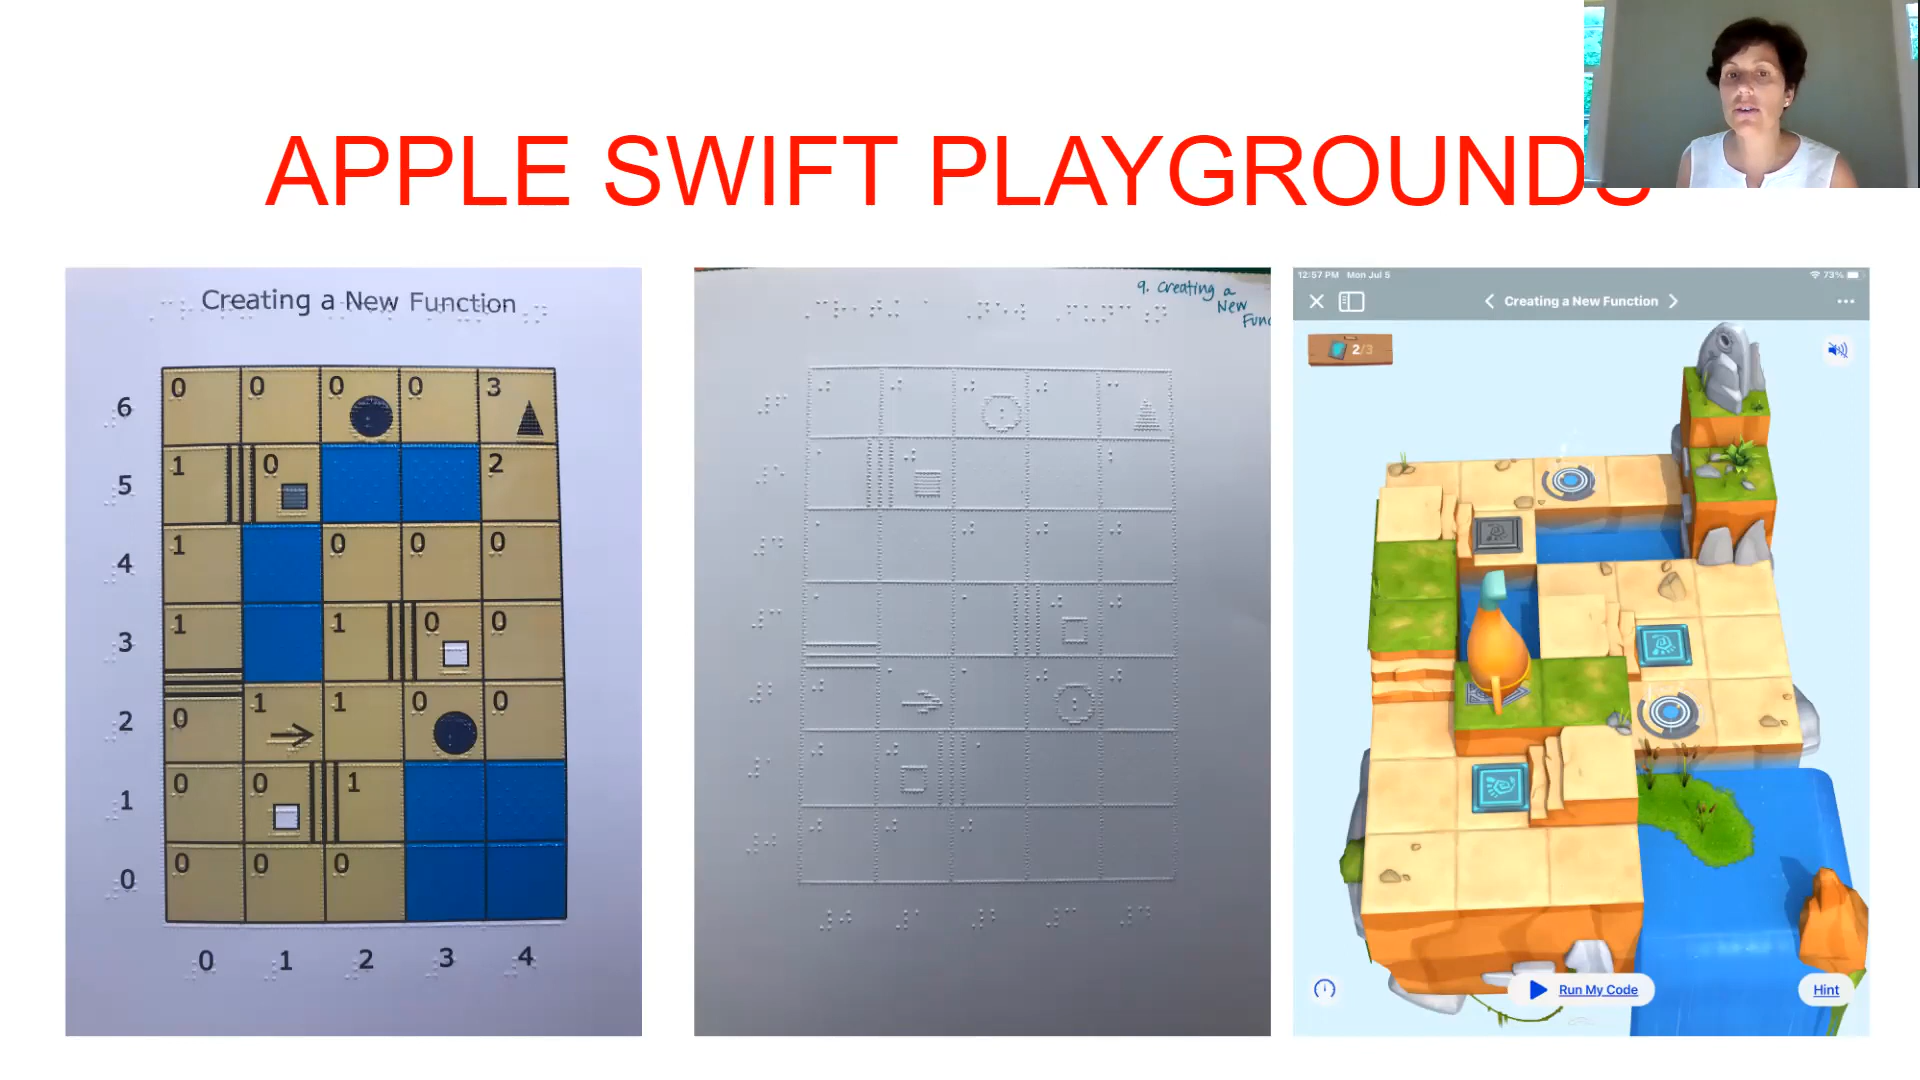 APPLE SWIFT PLAYGROUNDS
Creating a New Function
6 0 0 0 0 3
5 1 0 2
4 1 0 0 0
3 1 1 0 0
2 0 1 1 0 0
1 0 0 1
0 0 0 0
0 1 2 3 4
9. Creating a
New
Func
12:57 PM Mon Jul 5
73%
Creating a New Function
2/3
Run My Code
Hint